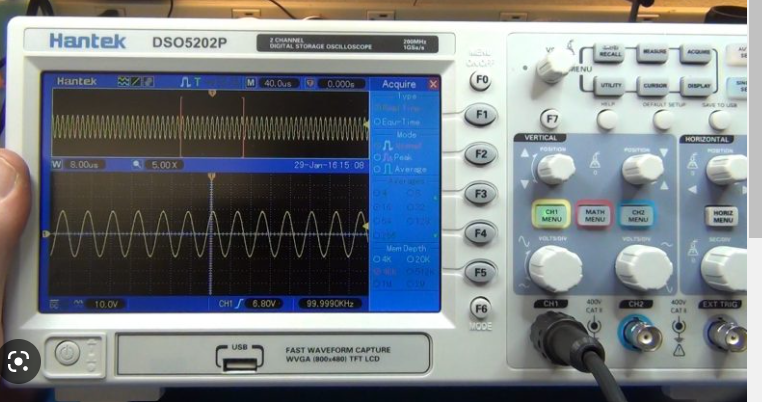 Hantek DSO5202P
2 CHANNEL
DIGITAL STORAGE OSCILLOSCOPE
200MHz
1GSa/s
MENU
ON/OFF
F0
F1
F2
F3
F4
F5
F6
MODE
Hantek T M 40.0us 0.000s
Acquire
Type
Real Time
Equ-Time
Mode
Normal
Peak
Average
Averages
Mem Depth
4K 20K
40K 512K
W 8.00us 5.00X 29-Jan-16 15:08
10.0V CH1 6.80V 99.9990KHz
USB
FAST WAVEFORM CAPTURE
WVGA (800x480) TFT LCD
MENU
RECALL
MEASURE
ACQUIRE
UTILITY
CURSOR
DISPLAY
F7
HELP
DEFAULT SETUP
SAVE TO USB
VERTICAL
HORIZONTAL
POSITION
POSITION
POSITION
CH1
MENU
MATH
MENU
CH2
MENU
HORIZ
MENU
VOLTS/DIV
VOLTS/DIV
SEC/DIV
CH1
400V
CAT II
CH2
400V
CAT II
EXT TRIG